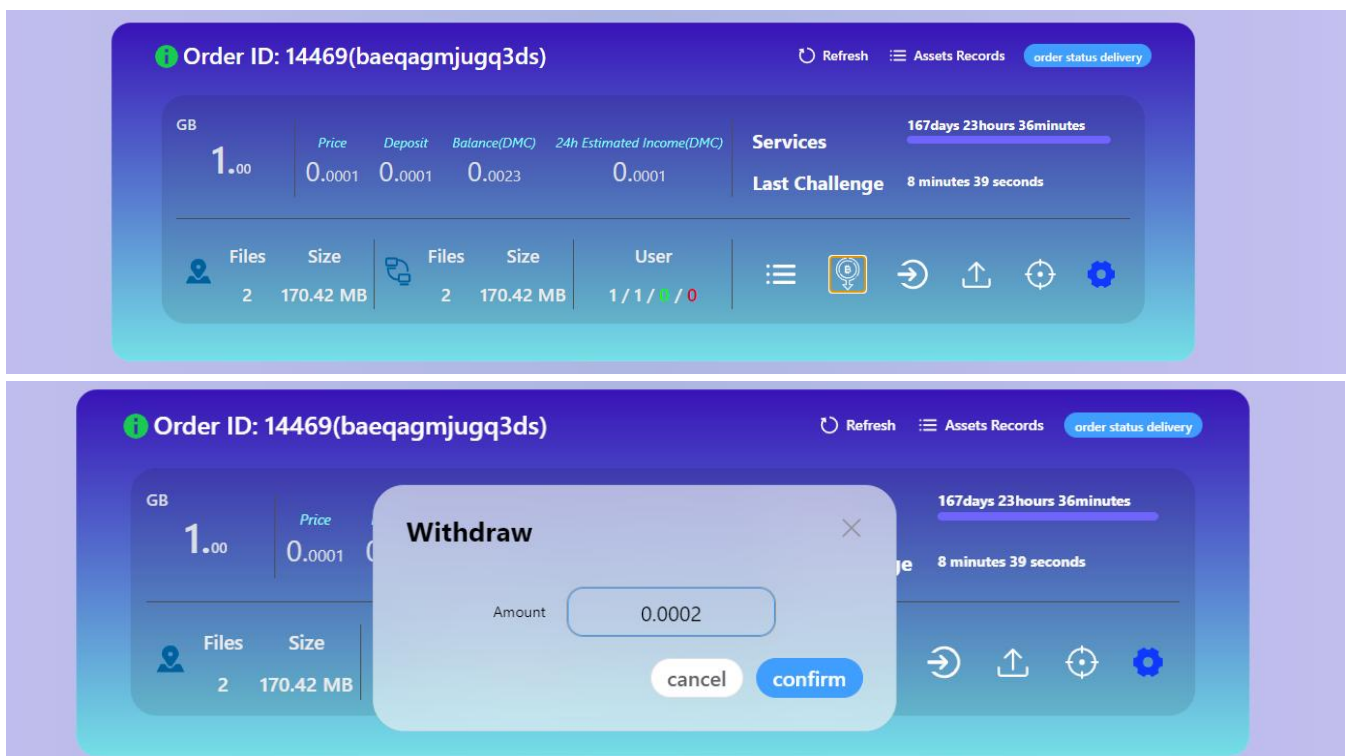 Order ID: 14469(baeqagmjugq3ds)
Refresh
Assets Records
order status delivery
GB
1.00
Price Deposit Balance(DMC) 24h Estimated Income(DMC)
0.0001 0.0001 0.0023 0.0001
Services 167days 23hours 36minutes
Last Challenge 8 minutes 39 seconds
Files Size Files Size User
2 170.42 MB 2 170.42 MB 1 / 1 / 0 / 0
Order ID: 14469(baeqagmjugq3ds)
Refresh
Assets Records
order status delivery
GB
1.00
Price
0.0001
167days 23hours 36minutes
8 minutes 39 seconds
Withdraw
Amount 0.0002
cancel confirm
Files Size
2 170.42 MB